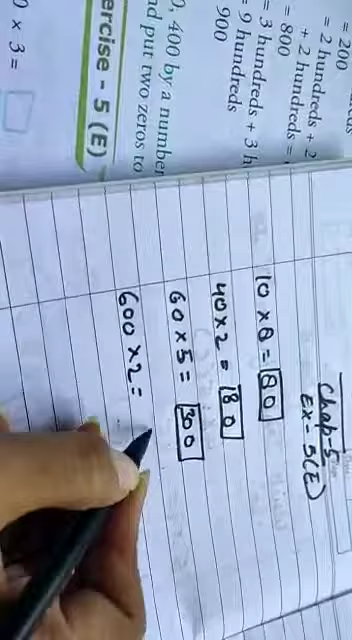 = 200
= 2 hundreds + 2
+ 2 hundreds =
= 800
= 3 hundreds + 3 h
= 9 hundreds
900
0, 400 by a number
nd put two zeros to
ercise - 5 (E)
0 × 3 =
Chap-5
Ex-5(E)
10 × 8 = 80
40 × 2 = 80
60 × 5 = 300
600 × 2 =